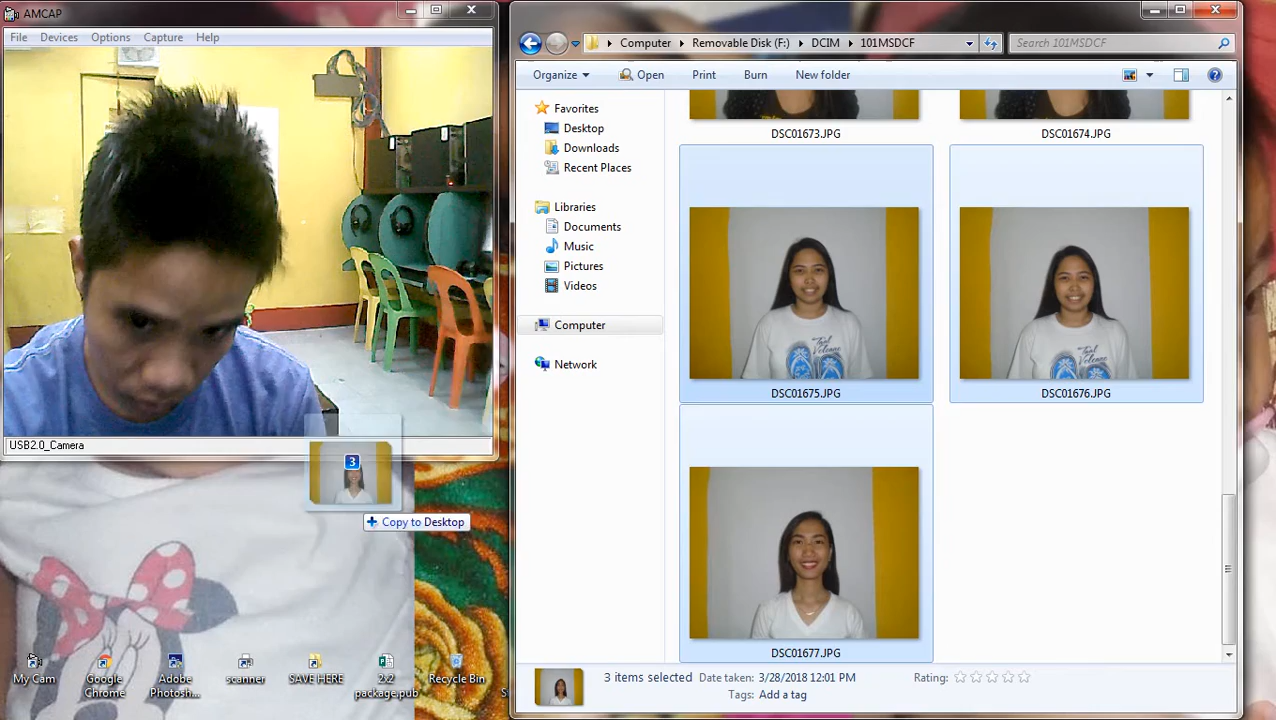 AMCAP
File Devices Options Capture Help
USB2.0_Camera
Computer Removable Disk (F:) DCIM 101MSDCF
Search 101MSDCF
Organize Open Print Burn New folder
Favorites
Desktop
Downloads
Recent Places
Libraries
Documents
Music
Pictures
Videos
Computer
Network
DSC01673.JPG
DSC01674.JPG
DSC01675.JPG
DSC01676.JPG
DSC01677.JPG
3
Copy to Desktop
My Cam
Google
Chrome
Adobe
Photosh...
scanner
SAVE HERE
2x2
package.pub
Recycle Bin
3 items selected Date taken: 3/28/2018 12:01 PM
Tags: Add a tag
Rating: